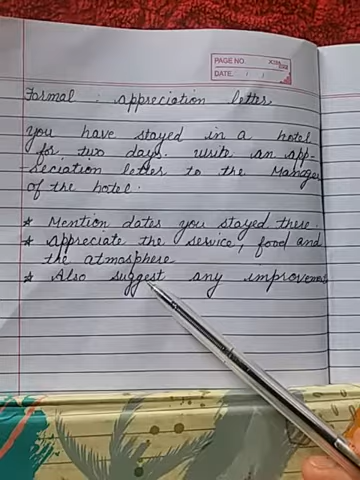 PAGE NO.
DATE. / /
Formal : appreciation letter
you have stayed in a hotel
for two days. write an app-
reciation letter to the Manager
of the hotel.
* Mention dates you stayed there.
* Appreciate the service, food and
the atmosphere
* Also suggest any improvement